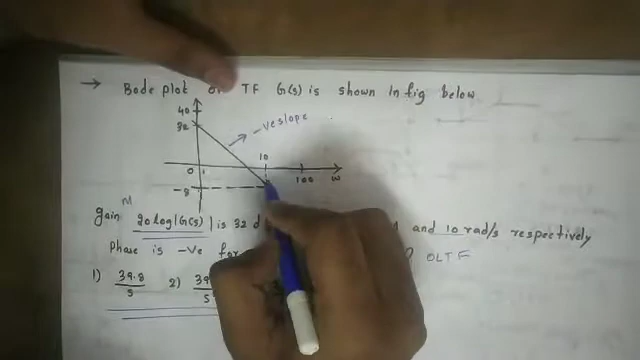 → Bode plot of TF G(s) is shown in fig below
40
32
-ve slope
10
0 1 100 ω
-8
M
gain 20 log |G(s)| is 32 and 10 rad/s respectively
Phase is -Ve for OLTF
1) 39.8/s 2) 39
s